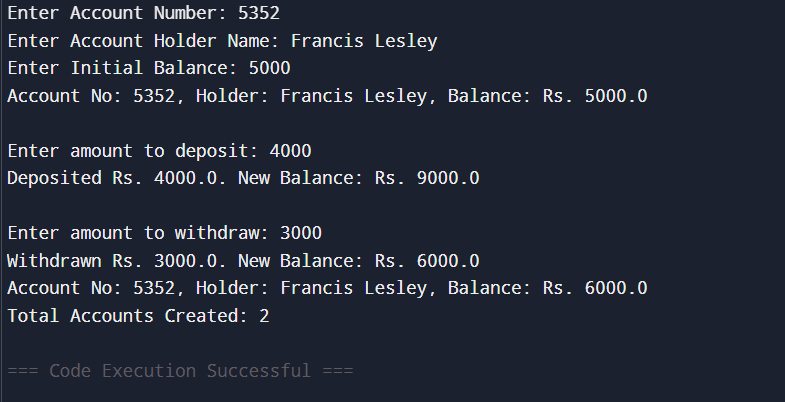 Enter Account Number: 5352
Enter Account Holder Name: Francis Lesley
Enter Initial Balance: 5000
Account No: 5352, Holder: Francis Lesley, Balance: Rs. 5000.0
Enter amount to deposit: 4000
Deposited Rs. 4000.0. New Balance: Rs. 9000.0
Enter amount to withdraw: 3000
Withdrawn Rs. 3000.0. New Balance: Rs. 6000.0
Account No: 5352, Holder: Francis Lesley, Balance: Rs. 6000.0
Total Accounts Created: 2
=== Code Execution Successful ===